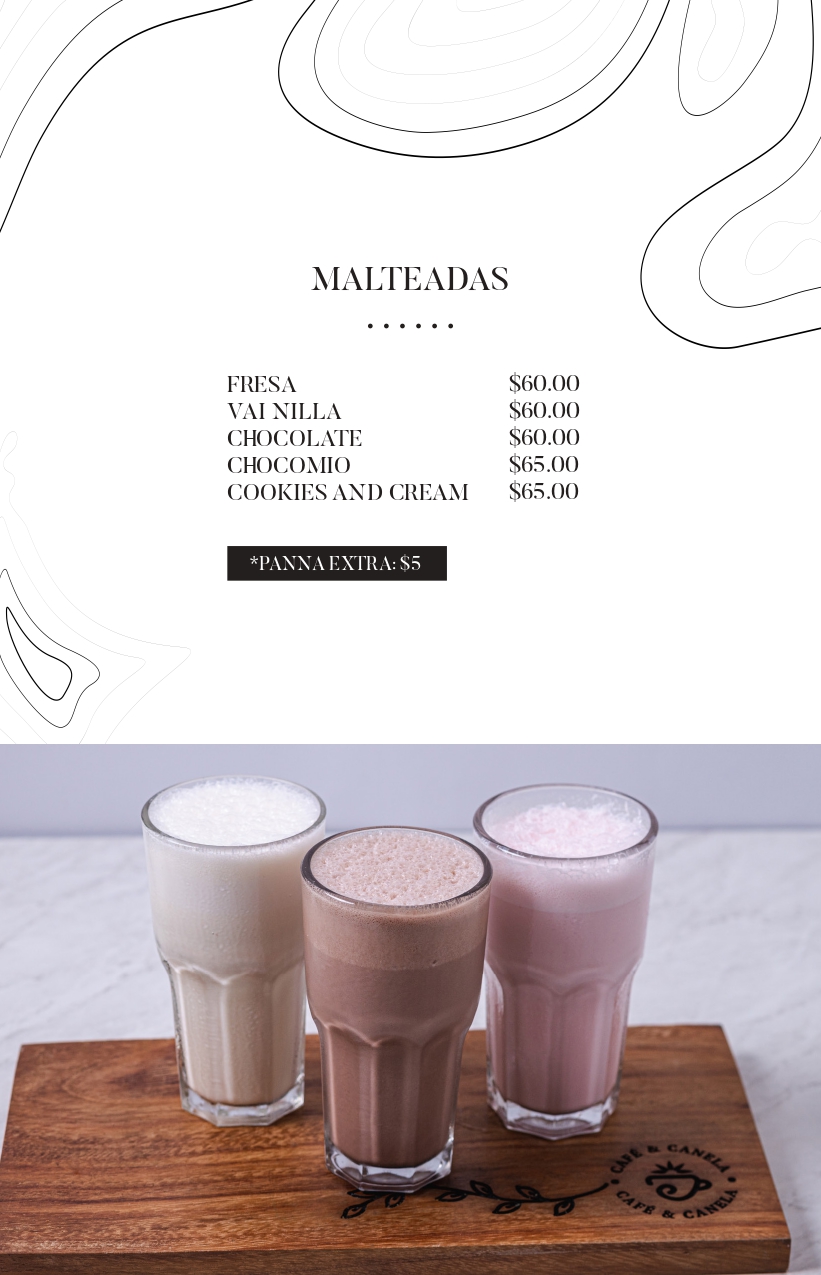 MALTEADAS
FRESA $60.00
VAI NILLA $60.00
CHOCOLATE $60.00
CHOCOMIO $65.00
COOKIES AND CREAM $65.00
*PANNA EXTRA: $5
CAFÉ & CANELA
CAFÉ & CANELA